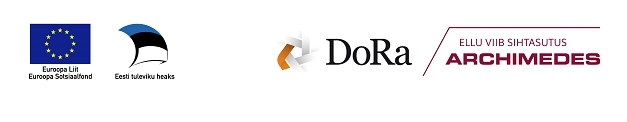 Euroopa Liit
Euroopa Sotsiaalfond
Eesti tuleviku heaks
DoRa
ELLU VIIB SIHTASUTUS
ARCHIMEDES